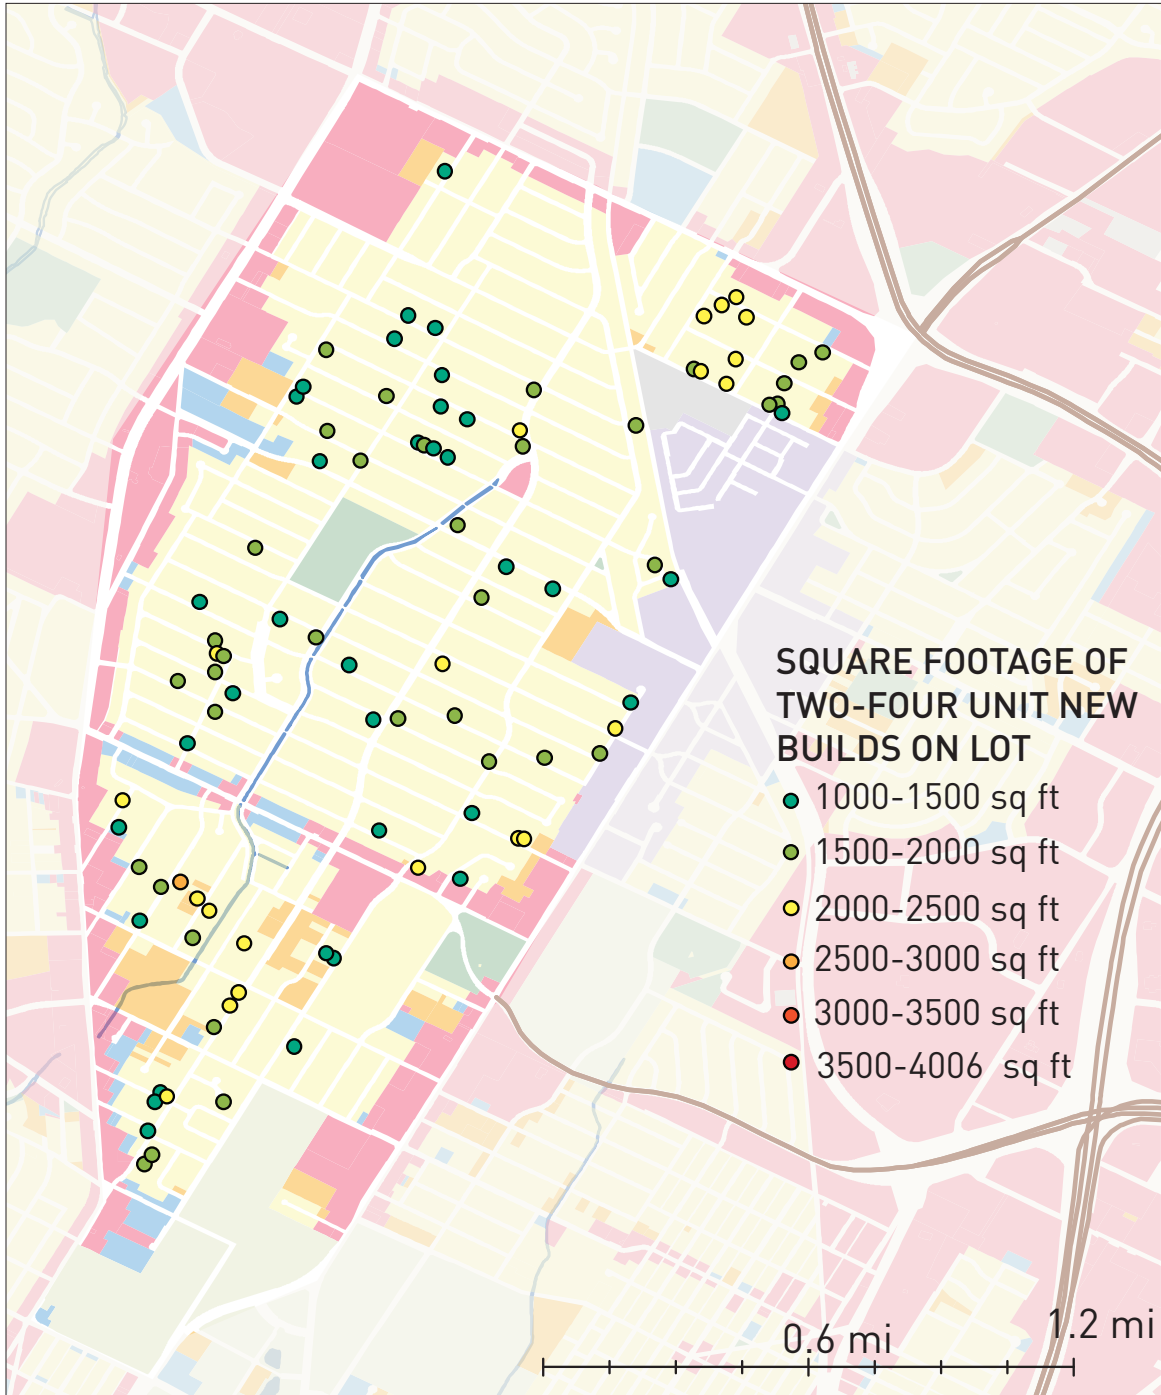 SQUARE FOOTAGE OF
TWO-FOUR UNIT NEW
BUILDS ON LOT
1000-1500 sq ft
1500-2000 sq ft
2000-2500 sq ft
2500-3000 sq ft
3000-3500 sq ft
3500-4006 sq ft
0.6 mi
1.2 mi